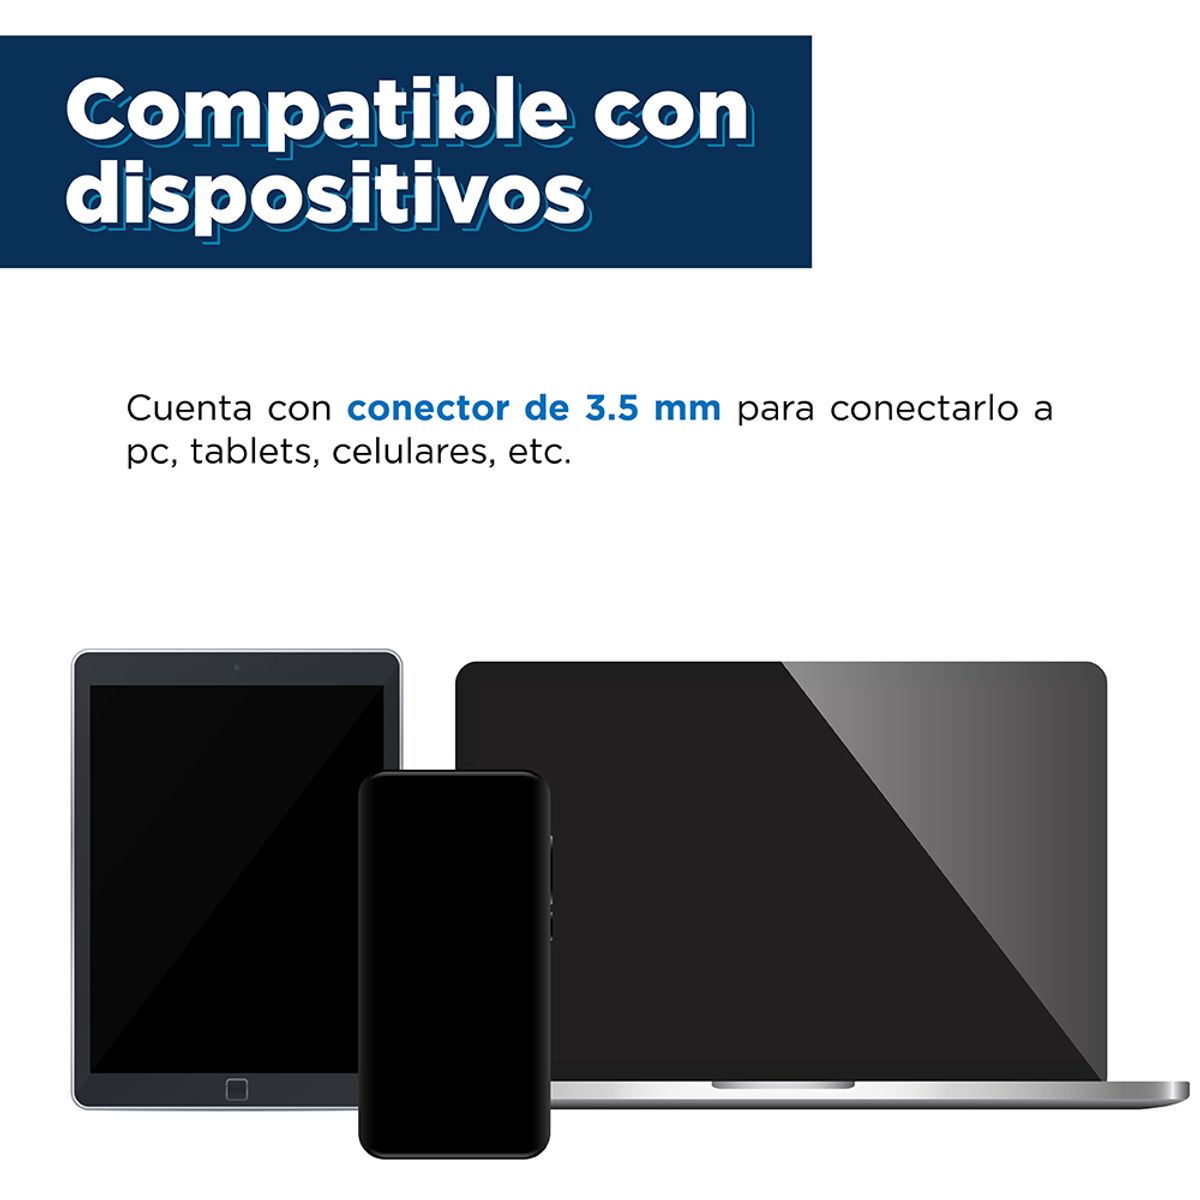 Compatible con
dispositivos
Cuenta con conector de 3.5 mm para conectarlo a
pc, tablets, celulares, etc.